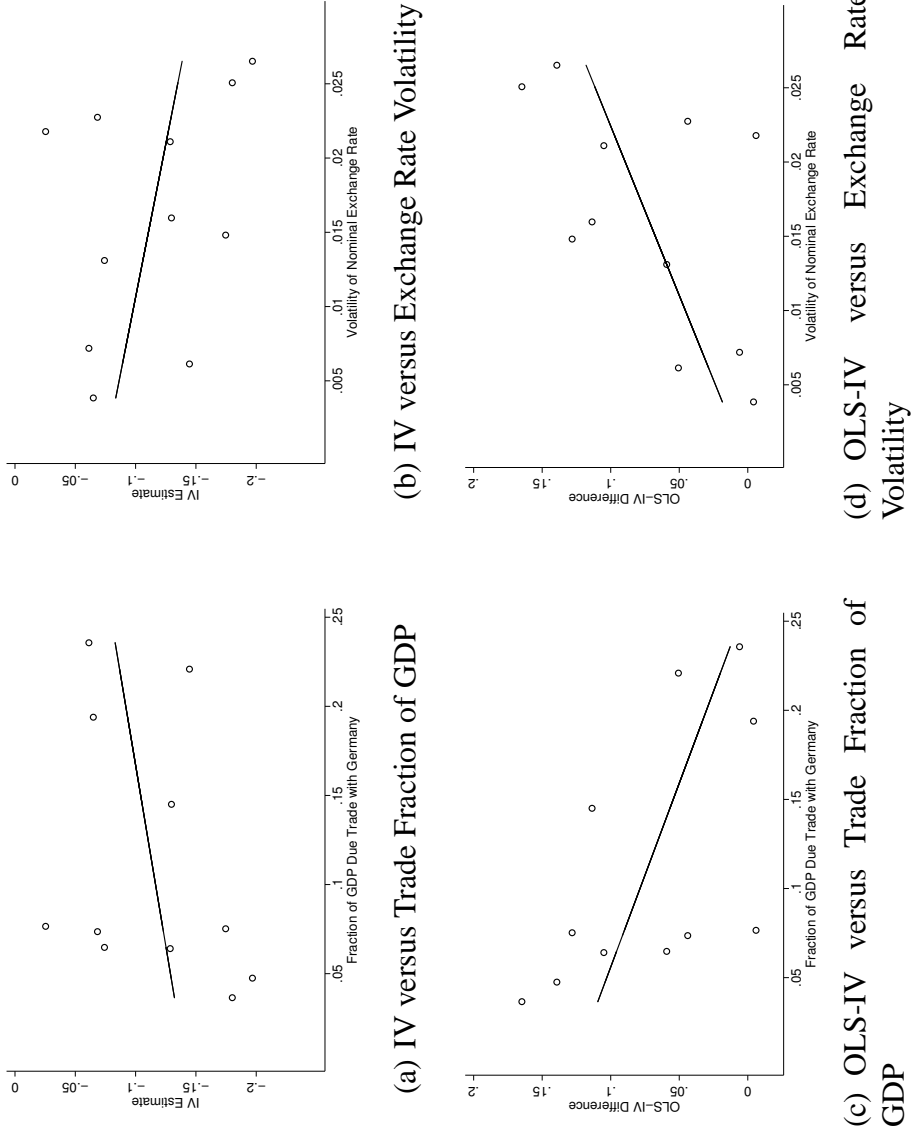 0
−.05
−.1
−.15
−.2
IV Estimate
.05
.1
.15
.2
.25
Fraction of GDP Due Trade with Germany
(a) IV versus Trade Fraction of GDP
0
−.05
−.1
−.15
−.2
IV Estimate
.005
.01
.015
.02
.025
Volatility of Nominal Exchange Rate
(b) IV versus Exchange Rate Volatility
.2
.15
.1
.05
0
OLS−IV Difference
.05
.1
.15
.2
.25
Fraction of GDP Due Trade with Germany
(c) OLS-IV versus Trade Fraction of
GDP
.2
.15
.1
.05
0
OLS−IV Difference
.005
.01
.015
.02
.025
Volatility of Nominal Exchange Rate
(d) OLS-IV versus Exchange Rate
Volatility